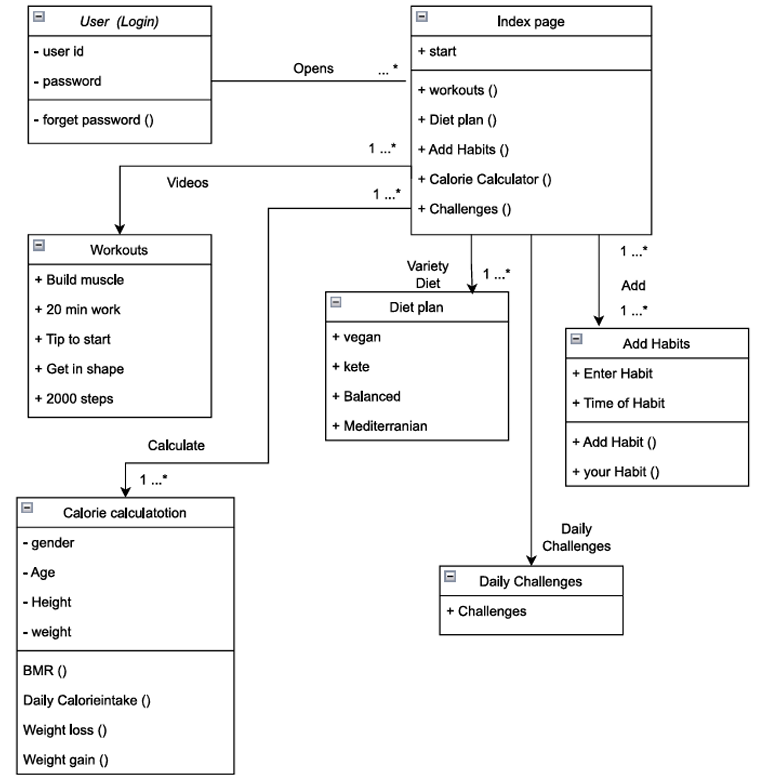 User (Login)
- user id
- password
- forget password ()
Opens
... *
Index page
+ start
+ workouts ()
+ Diet plan ()
+ Add Habits ()
+ Calorie Calculator ()
+ Challenges ()
1 ...*
Videos
1 ...*
Workouts
+ Build muscle
+ 20 min work
+ Tip to start
+ Get in shape
+ 2000 steps
Variety
Diet
1 ...*
Diet plan
+ vegan
+ kete
+ Balanced
+ Mediterranian
1 ...*
Add
1 ...*
Add Habits
+ Enter Habit
+ Time of Habit
+ Add Habit ()
+ your Habit ()
Calculate
1 ...*
Calorie calculatotion
- gender
- Age
- Height
- weight
BMR ()
Daily Calorieintake ()
Weight loss ()
Weight gain ()
Daily
Challenges
Daily Challenges
+ Challenges